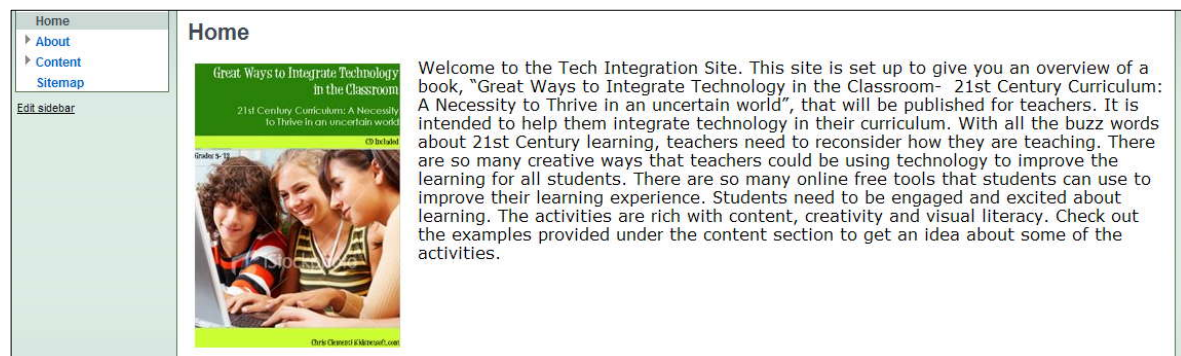 Home
About
Content
Sitemap
Edit sidebar
Home
Great Ways to Integrate Technology
in the Classroom
21st Century Curriculum: A Necessity
to Thrive in an uncertain world
CD Included
Grades 5-12
iStockphoto
Welcome to the Tech Integration Site. This site is set up to give you an overview of a
book, “Great Ways to Integrate Technology in the Classroom- 21st Century Curriculum:
A Necessity to Thrive in an uncertain world”, that will be published for teachers. It is
intended to help them integrate technology in their curriculum. With all the buzz words
about 21st Century learning, teachers need to reconsider how they are teaching. There
are so many creative ways that teachers could be using technology to improve the
learning for all students. There are so many online free tools that students can use to
improve their learning experience. Students need to be engaged and excited about
learning. The activities are rich with content, creativity and visual literacy. Check out
the examples provided under the content section to get an idea about some of the
activities.